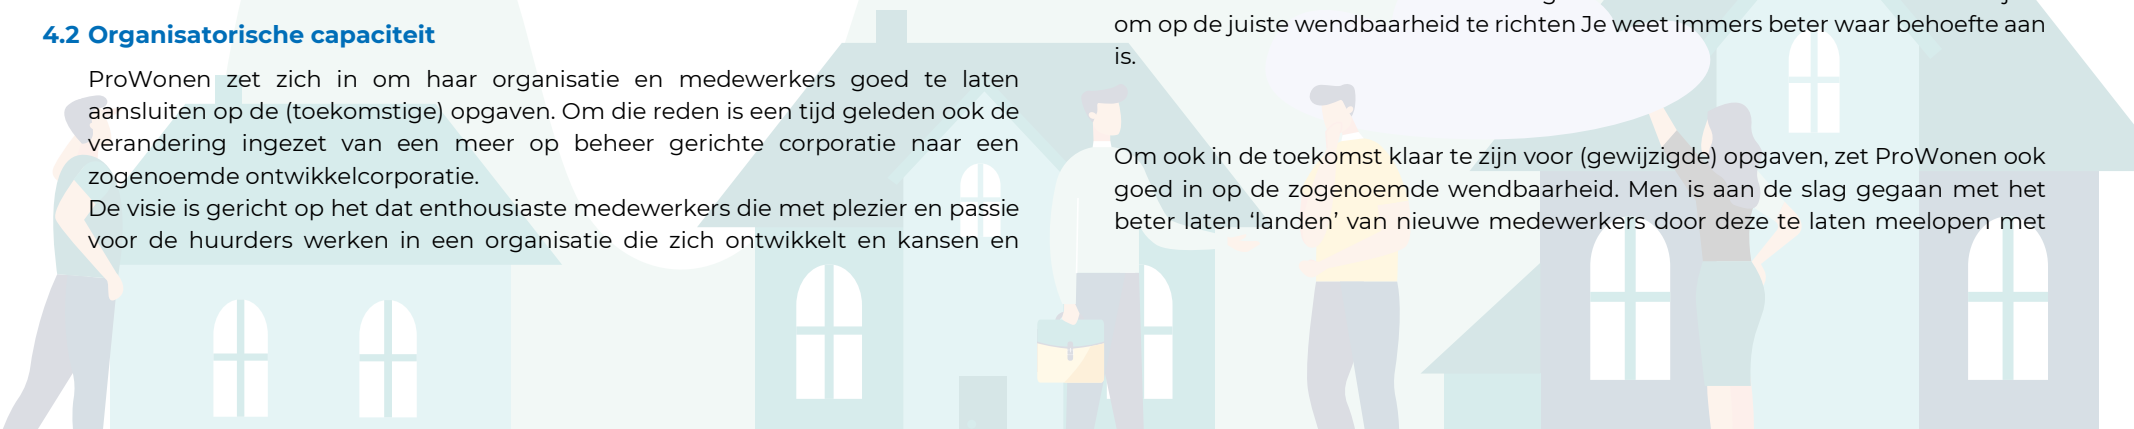 4.2 Organisatorische capaciteit
ProWonen zet zich in om haar organisatie en medewerkers goed te laten
aansluiten op de (toekomstige) opgaven. Om die reden is een tijd geleden ook de
verandering ingezet van een meer op beheer gerichte corporatie naar een
zogenoemde ontwikkelcorporatie.
De visie is gericht op het dat enthousiaste medewerkers die met plezier en passie
voor de huurders werken in een organisatie die zich ontwikkelt en kansen en
om op de juiste wendbaarheid te richten Je weet immers beter waar behoefte aan
is.
Om ook in de toekomst klaar te zijn voor (gewijzigde) opgaven, zet ProWonen ook
goed in op de zogenoemde wendbaarheid. Men is aan de slag gegaan met het
beter laten ‘landen’ van nieuwe medewerkers door deze te laten meelopen met